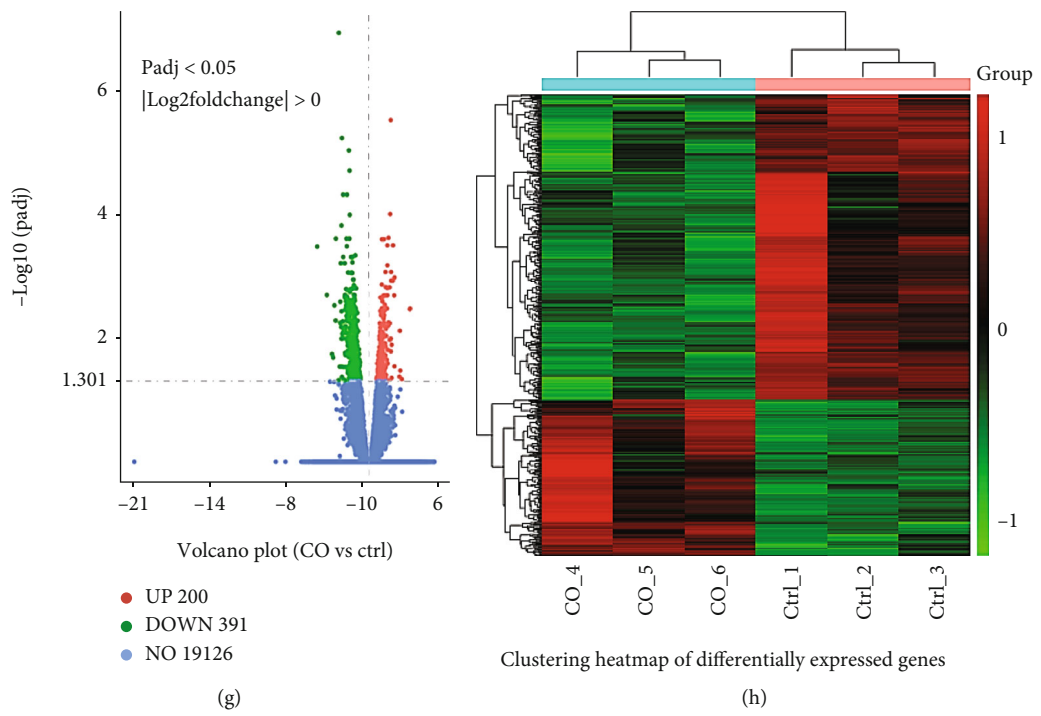 Padj < 0.05
|Log2foldchange| > 0
−Log10 (padj)
6
4
2
1.301
−21
−14
−8
−10
6
Volcano plot (CO vs ctrl)
UP 200
DOWN 391
NO 19126
(g)
Group
1
0
−1
CO_4
CO_5
CO_6
Ctrl_1
Ctrl_2
Ctrl_3
Clustering heatmap of differentially expressed genes
(h)